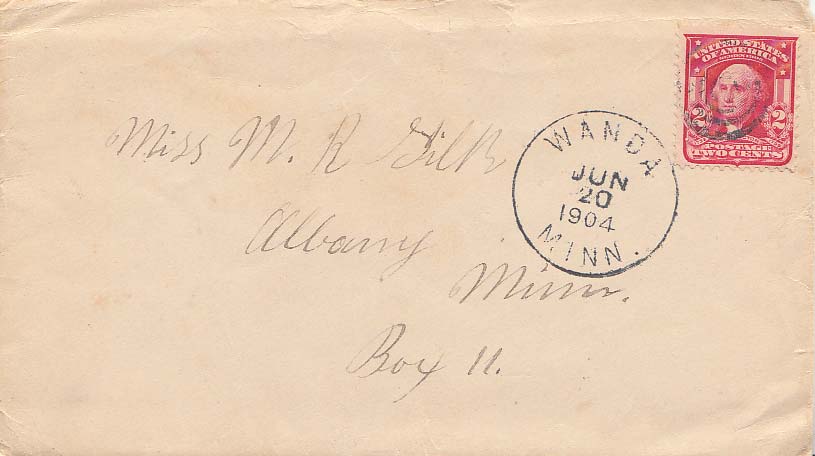 UNITED STATES
OF AMERICA
2 2
POSTAGE
TWO CENTS
WANDA
JUN
20
1904
MINN.
Miss M. R
Albany
Minn.
Box 11.